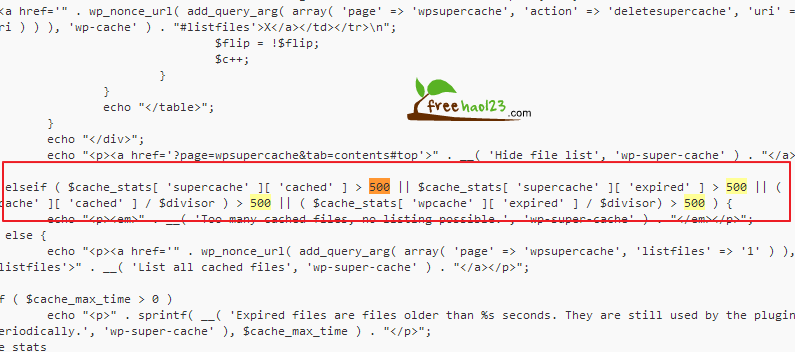 <a href='" . wp_nonce_url( add_query_arg( array( 'page' => 'wpsupercache', 'action' => 'deletesupercache', 'uri' =
ri ) ) ), 'wp-cache' ) . "#listfiles'>X</a></td></tr>\n";
$flip = !$flip;
$c++;
}
}
echo "</table>";
}
echo "</div>";
echo "<p><a href='?page=wpsupercache&tab=contents#top'>" . __( 'Hide file list', 'wp-super-cache' ) . "</a>
elseif ( $cache_stats[ 'supercache' ][ 'cached' ] > 500 || $cache_stats[ 'supercache' ][ 'expired' ] > 500 || (
ache' ][ 'cached' ] / $divisor ) > 500 || ( $cache_stats[ 'wpcache' ][ 'expired' ] / $divisor) > 500 ) {
echo "<p><em>" . __( 'Too many cached files, no listing possible.', 'wp-super-cache' ) . "</em></p>";
else {
echo "<p><a href='" . wp_nonce_url( add_query_arg( array( 'page' => 'wpsupercache', 'listfiles' => '1' ) ),
listfiles'>" . __( 'List all cached files', 'wp-super-cache' ) . "</a></p>";
f ( $cache_max_time > 0 )
echo "<p>" . sprintf( __( 'Expired files are files older than %s seconds. They are still used by the plugin
eriodically.', 'wp-super-cache' ), $cache_max_time ) . "</p>";
e stats
freehao123.com